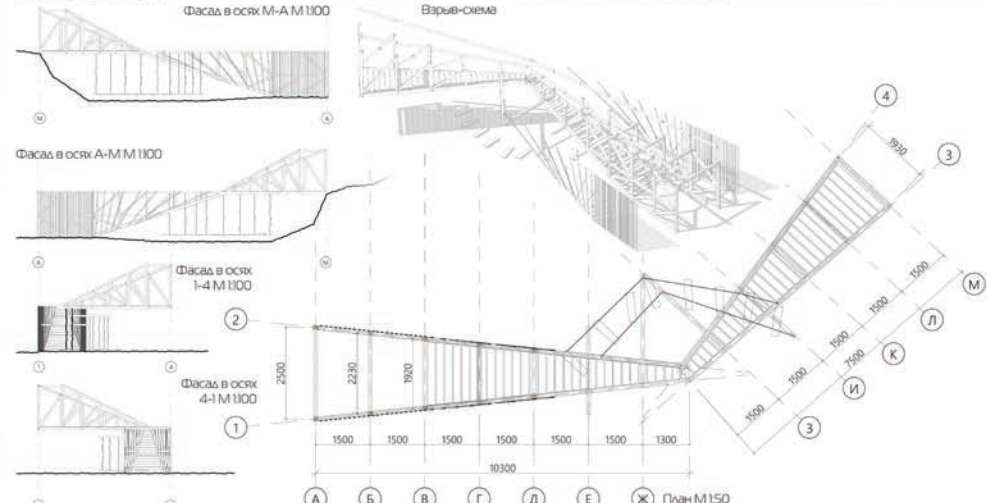 Фасад в осях М-А М 1:100
Взрыв-схема
М
А
Фасад в осях А-М М 1:100
А
М
Фасад в осях
1-4 М 1:100
1
4
Фасад в осях
4-1 М 1:100
4
3
1930
1500
1500
1500
1500
1500
7500
М
Л
К
И
З
2
1
2500
2230
1920
1500
1500
1500
1500
1500
1500
1300
10300
А
Б
В
Г
Д
Е
Ж
План М 1:50